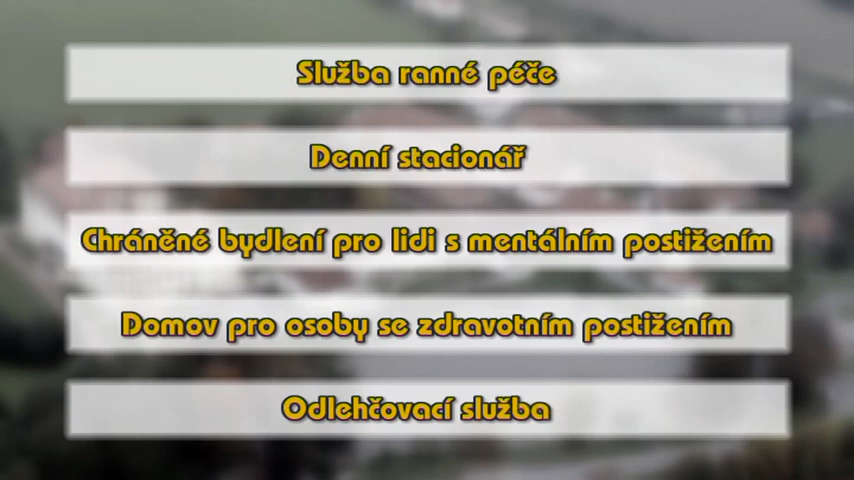 Služba ranné péče
Denní stacionář
Chráněné bydlení pro lidi s mentálním postižením
Domov pro osoby se zdravotním postižením
Odlehčovací služba